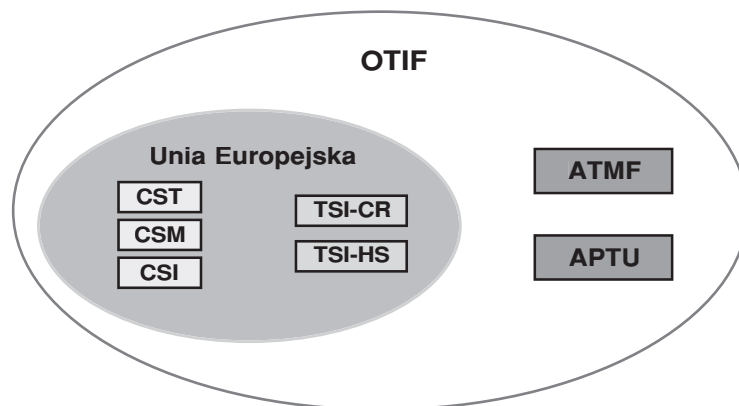 OTIF
Unia Europejska
CST
CSM
CSI
TSI-CR
TSI-HS
ATMF
APTU